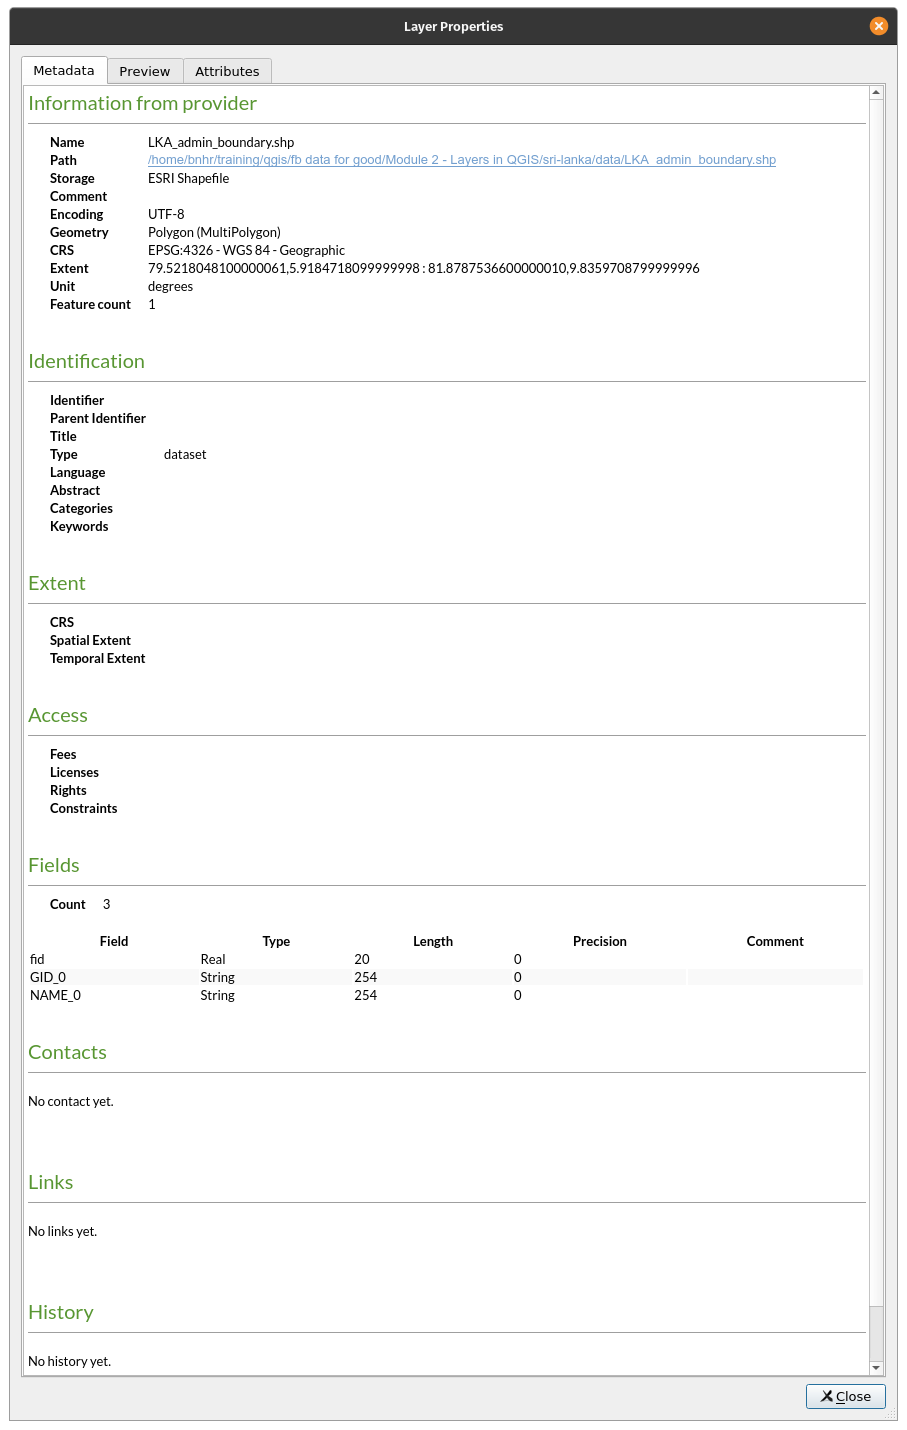 Layer Properties
Metadata Preview Attributes
Information from provider
Name LKA_admin_boundary.shp
Path /home/bnhr/training/qgis/fb data for good/Module 2 - Layers in QGIS/sri-lanka/data/LKA_admin_boundary.shp
Storage ESRI Shapefile
Comment
Encoding UTF-8
Geometry Polygon (MultiPolygon)
CRS EPSG:4326 - WGS 84 - Geographic
Extent 79.5218048100000061,5.9184718099999998 : 81.8787536600000010,9.8359708799999996
Unit degrees
Feature count 1
Identification
Identifier
Parent Identifier
Title
Type dataset
Language
Abstract
Categories
Keywords
Extent
CRS
Spatial Extent
Temporal Extent
Access
Fees
Licenses
Rights
Constraints
Fields
Count 3
Field Type Length Precision Comment
fid Real 20 0
GID_0 String 254 0
NAME_0 String 254 0
Contacts
No contact yet.
Links
No links yet.
History
No history yet.
Close